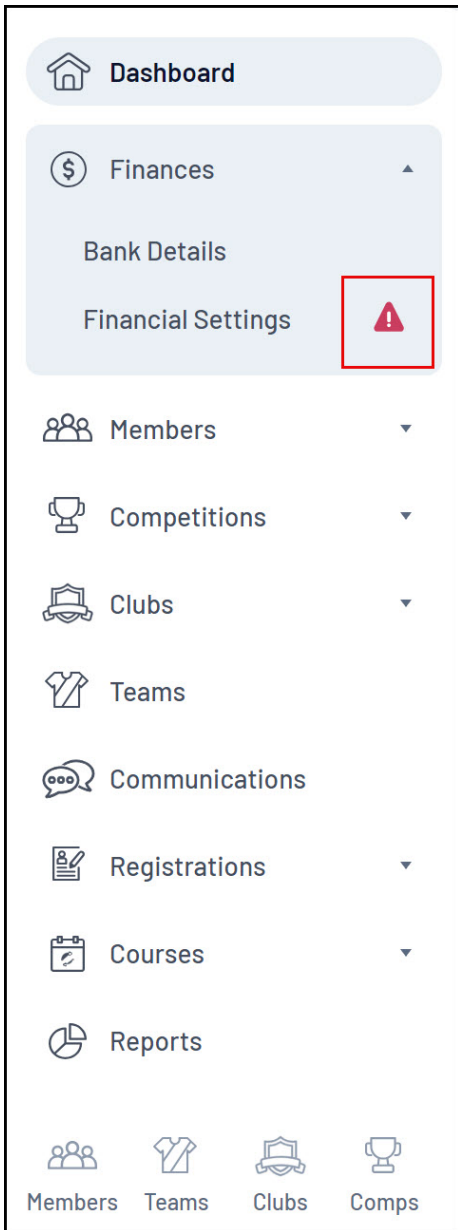 Dashboard
Finances
Bank Details
Financial Settings
Members
Competitions
Clubs
Teams
Communications
Registrations
Courses
Reports
Members Teams Clubs Comps